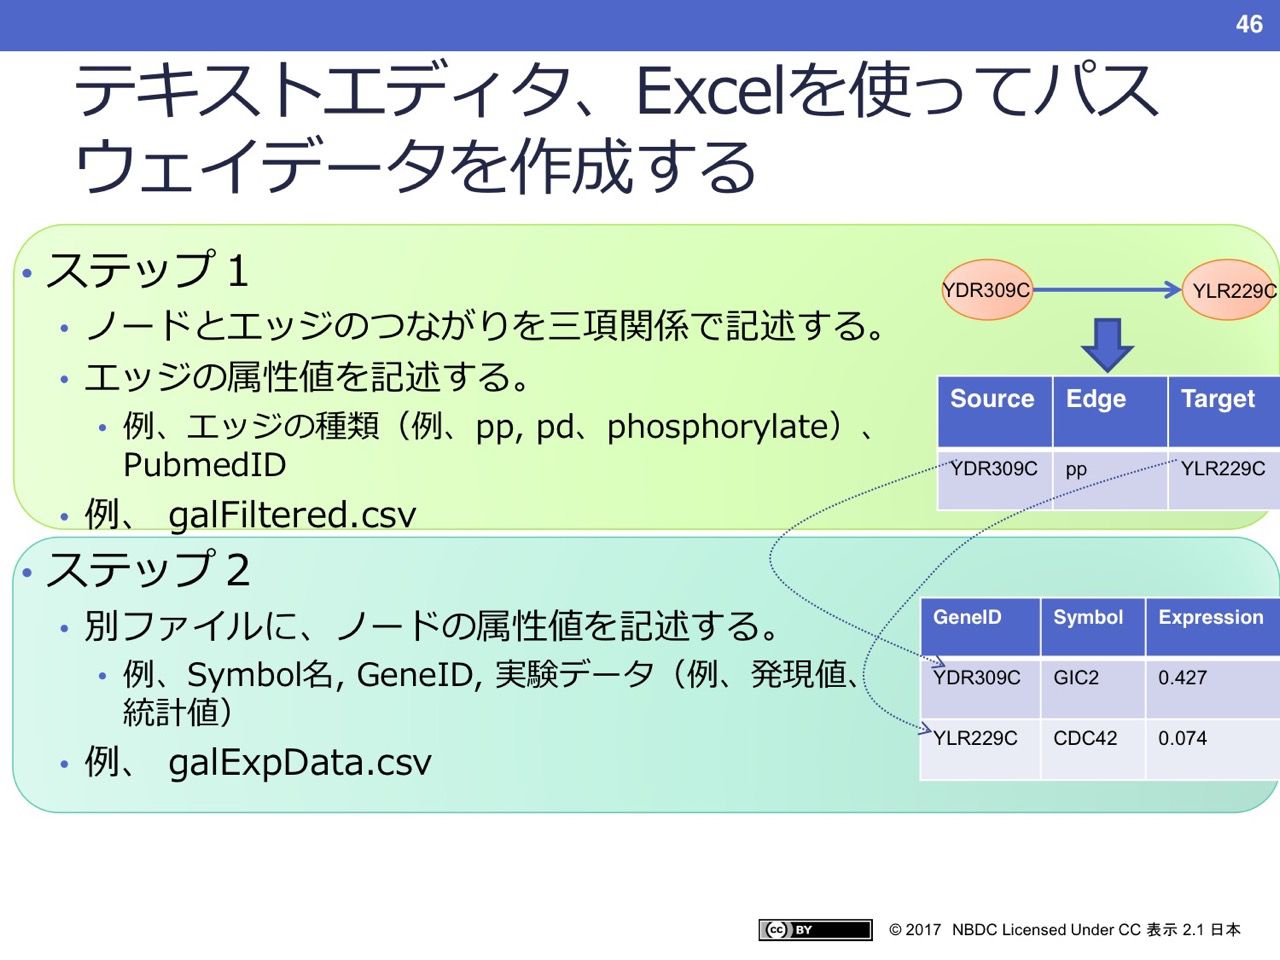 46
テキストエディタ、Excelを使ってパス
ウェイデータを作成する
• ステップ１
• ノードとエッジのつながりを三項関係で記述する。
• エッジの属性値を記述する。
• 例、エッジの種類（例、pp, pd、phosphorylate）、
PubmedID
• 例、 galFiltered.csv
YDR309C YLR229C
Source Edge Target
YDR309C pp YLR229C
• ステップ２
• 別ファイルに、ノードの属性値を記述する。
• 例、Symbol名, GeneID, 実験データ（例、発現値、
統計値）
• 例、 galExpData.csv
GeneID Symbol Expression
YDR309C GIC2 0.427
YLR229C CDC42 0.074
cc BY © 2017 NBDC Licensed Under CC 表示 2.1 日本